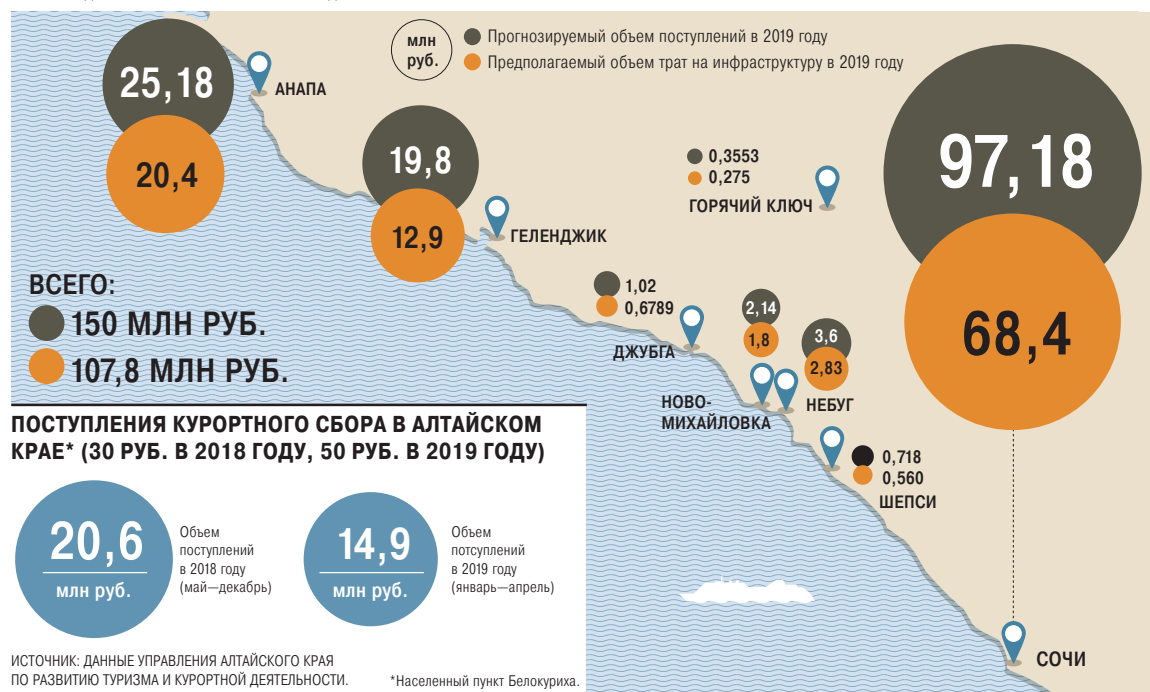 млн
руб.
Прогнозируемый объем поступлений в 2019 году
Предполагаемый объем трат на инфраструктуру в 2019 году
25,18
20,4
АНАПА
19,8
12,9
ГЕЛЕНДЖИК
0,3553
0,275
ГОРЯЧИЙ КЛЮЧ
97,18
68,4
ВСЕГО:
150 МЛН РУБ.
107,8 МЛН РУБ.
1,02
0,6789
ДЖУБГА
2,14
1,8
НОВО-
МИХАЙЛОВКА
3,6
2,83
НЕБУГ
0,718
0,560
ШЕПСИ
СОЧИ
ПОСТУПЛЕНИЯ КУРОРТНОГО СБОРА В АЛТАЙСКОМ
КРАЕ* (30 РУБ. В 2018 ГОДУ, 50 РУБ. В 2019 ГОДУ)
20,6
млн руб.
Объем
поступлений
в 2018 году
(май—декабрь)
14,9
млн руб.
Объем
потсуплений
в 2019 году
(январь—апрель)
ИСТОЧНИК: ДАННЫЕ УПРАВЛЕНИЯ АЛТАЙСКОГО КРАЯ
ПО РАЗВИТИЮ ТУРИЗМА И КУРОРТНОЙ ДЕЯТЕЛЬНОСТИ.
*Населенный пункт Белокуриха.